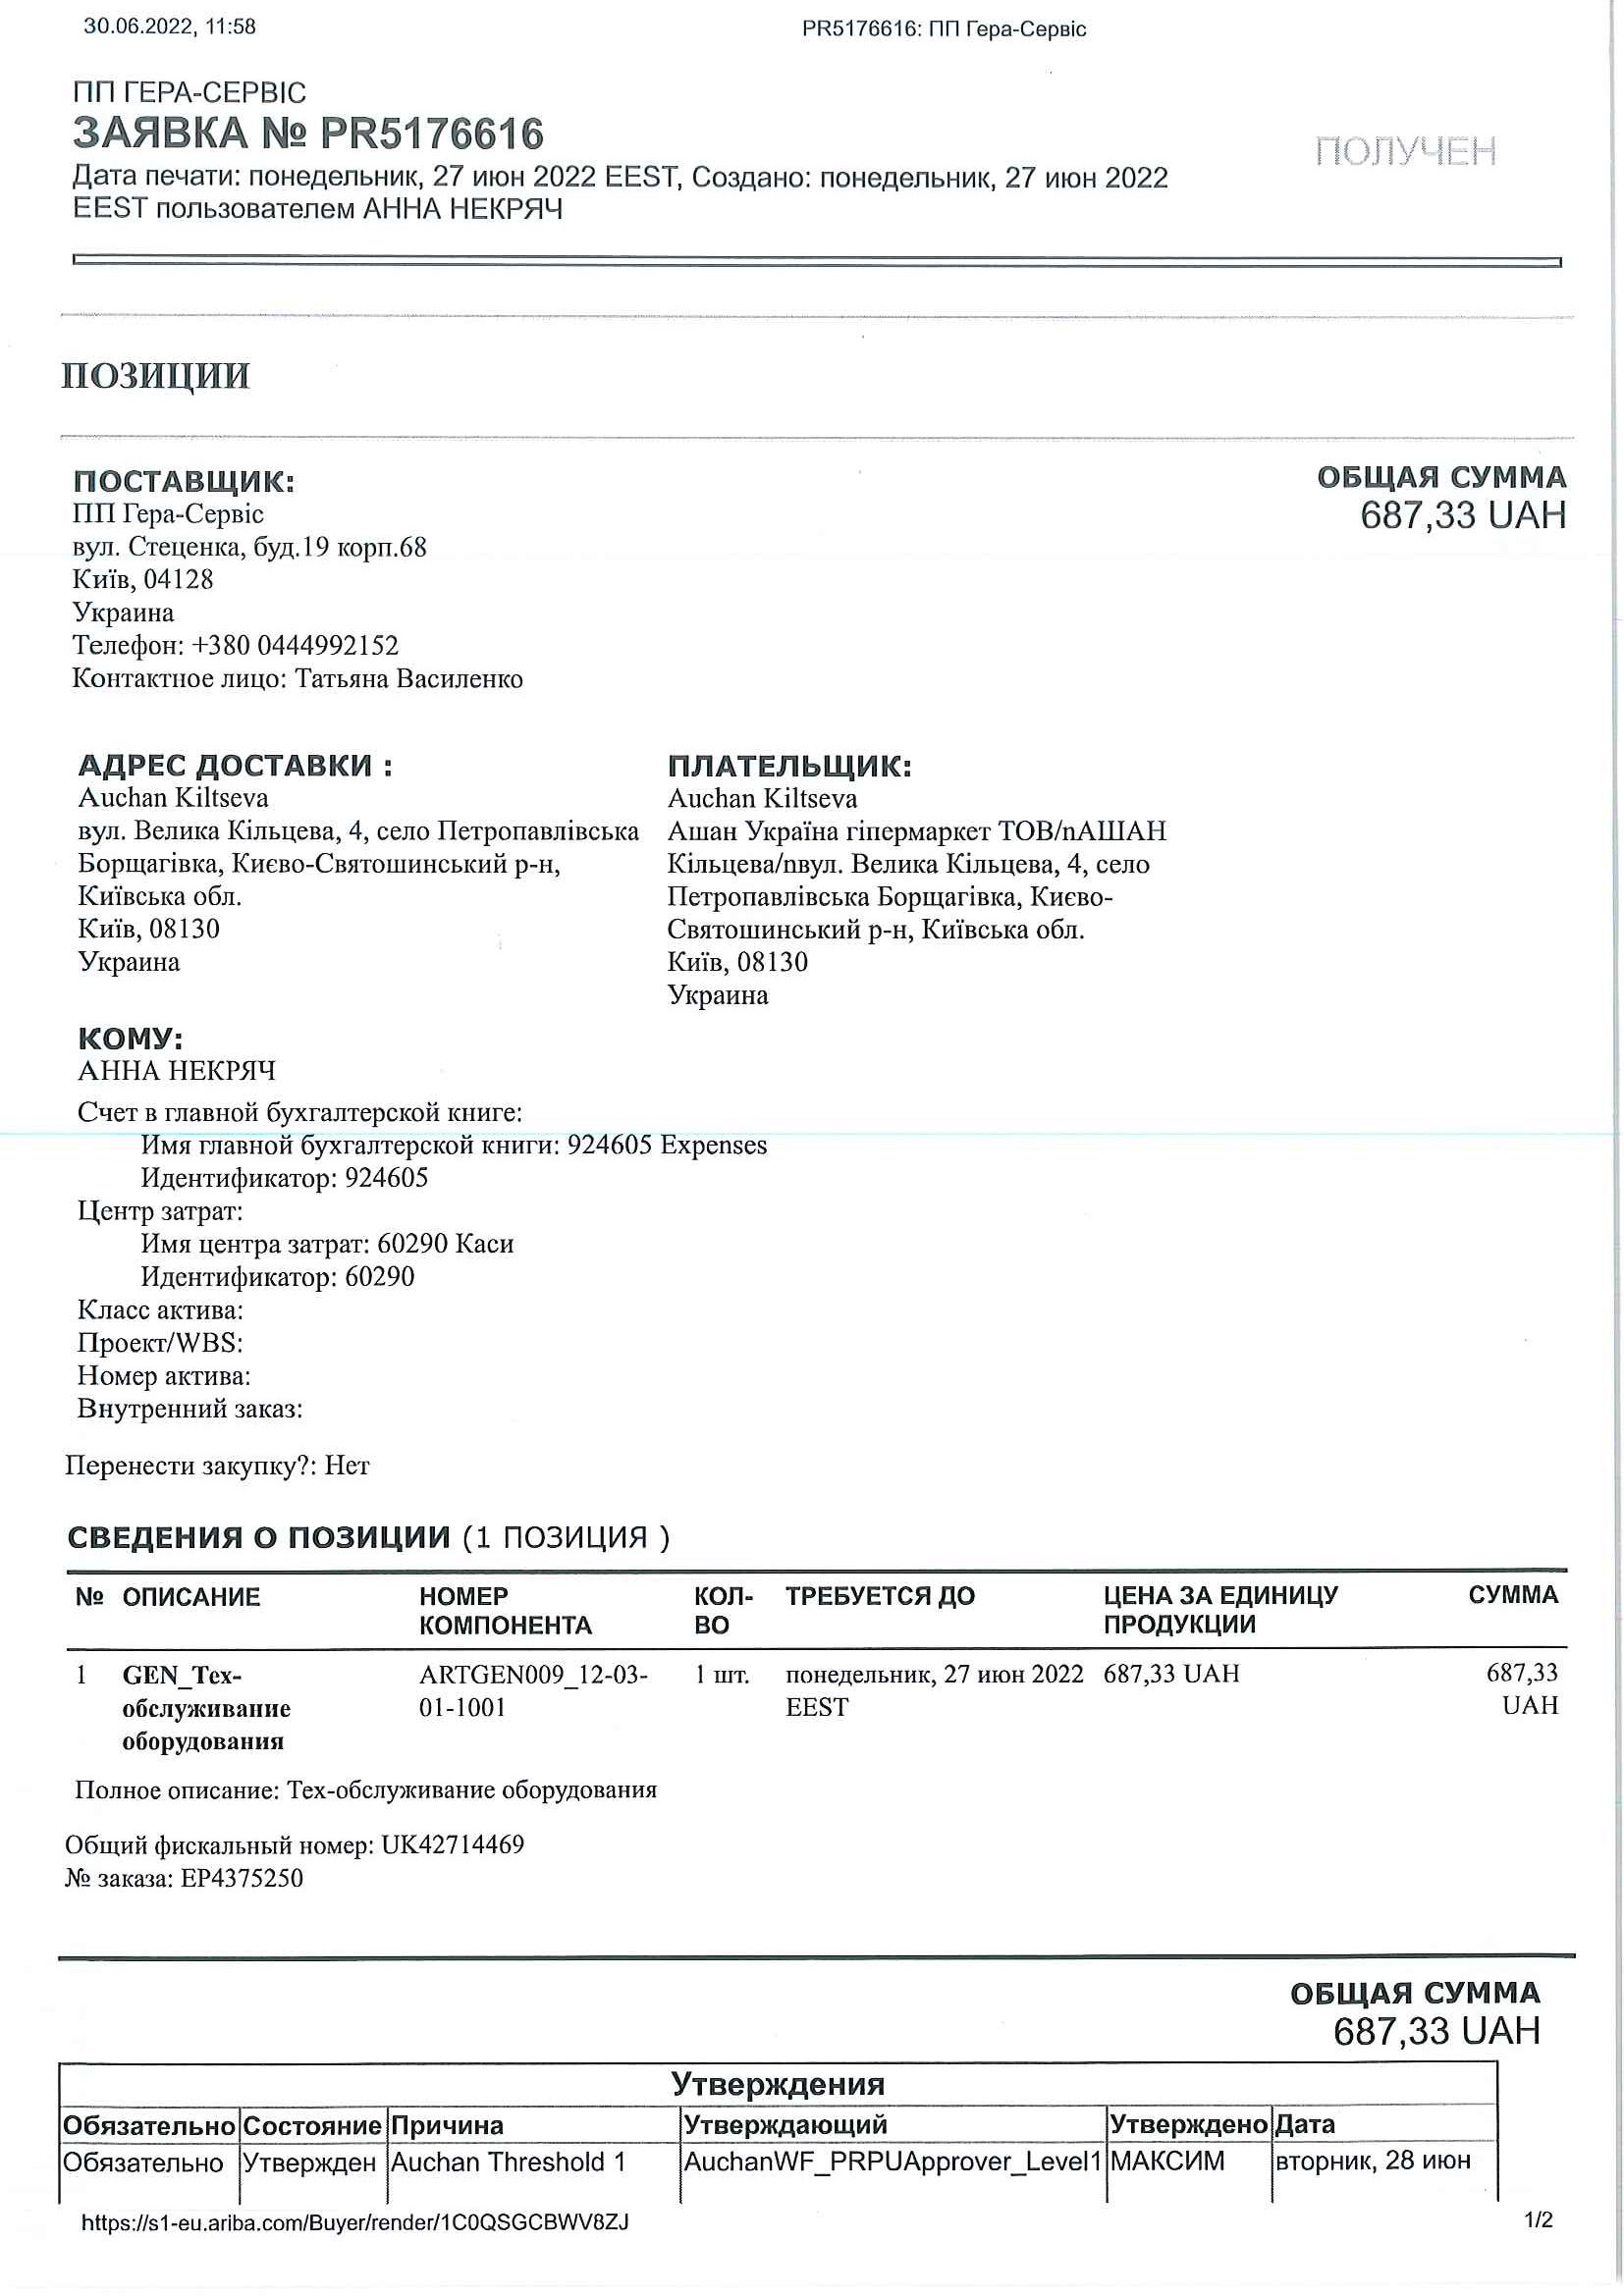 30.06.2022, 11:58 PR5176616: ПП Гера-Сервіс
ПП ГЕРА-СЕРВІС
ЗАЯВКА № PR5176616
ПОЛУЧЕН
Дата печати: понедельник, 27 июн 2022 EEST, Создано: понедельник, 27 июн 2022
EEST пользователем АННА НЕКРЯЧ
ПОЗИЦИИ
ПОСТАВЩИК:
ПП Гера-Сервіс
вул. Стеценка, буд.19 корп.68
Київ, 04128
Украина
Телефон: +380 0444992152
Контактное лицо: Татьяна Василенко
ОБЩАЯ СУММА
687,33 UAH
АДРЕС ДОСТАВКИ :
Auchan Kiltseva
вул. Велика Кільцева, 4, село Петропавлівська
Борщагівка, Києво-Святошинський р-н,
Київська обл.
Київ, 08130
Украина
ПЛАТЕЛЬЩИК:
Auchan Kiltseva
Ашан Україна гіпермаркет ТОВ/nАШАН
Кільцева/nвул. Велика Кільцева, 4, село
Петропавлівська Борщагівка, Києво-
Святошинський р-н, Київська обл.
Київ, 08130
Украина
КОМУ:
АННА НЕКРЯЧ
Счет в главной бухгалтерской книге:
Имя главной бухгалтерской книги: 924605 Expenses
Идентификатор: 924605
Центр затрат:
Имя центра затрат: 60290 Каси
Идентификатор: 60290
Класс актива:
Проект/WBS:
Номер актива:
Внутренний заказ:
Перенести закупку?: Нет
СВЕДЕНИЯ О ПОЗИЦИИ (1 ПОЗИЦИЯ )
№ ОПИСАНИЕ НОМЕР КОЛ- ТРЕБУЕТСЯ ДО ЦЕНА ЗА ЕДИНИЦУ СУММА
КОМПОНЕНТА ВО ПРОДУКЦИИ
1 GEN_Тех- ARTGEN009_12-03- 1 шт. понедельник, 27 июн 2022 687,33 UAH 687,33
обслуживание 01-1001 EEST UAH
оборудования
Полное описание: Тех-обслуживание оборудования
Общий фискальный номер: UK42714469
№ заказа: EP4375250
ОБЩАЯ СУММА
687,33 UAH
Утверждения
Обязательно Состояние Причина Утверждающий Утверждено Дата
Обязательно Утвержден Auchan Threshold 1 AuchanWF_PRPUApprover_Level1 МАКСИМ вторник, 28 июн
https://s1-eu.ariba.com/Buyer/render/1C0QSGCBWV8ZJ 1/2